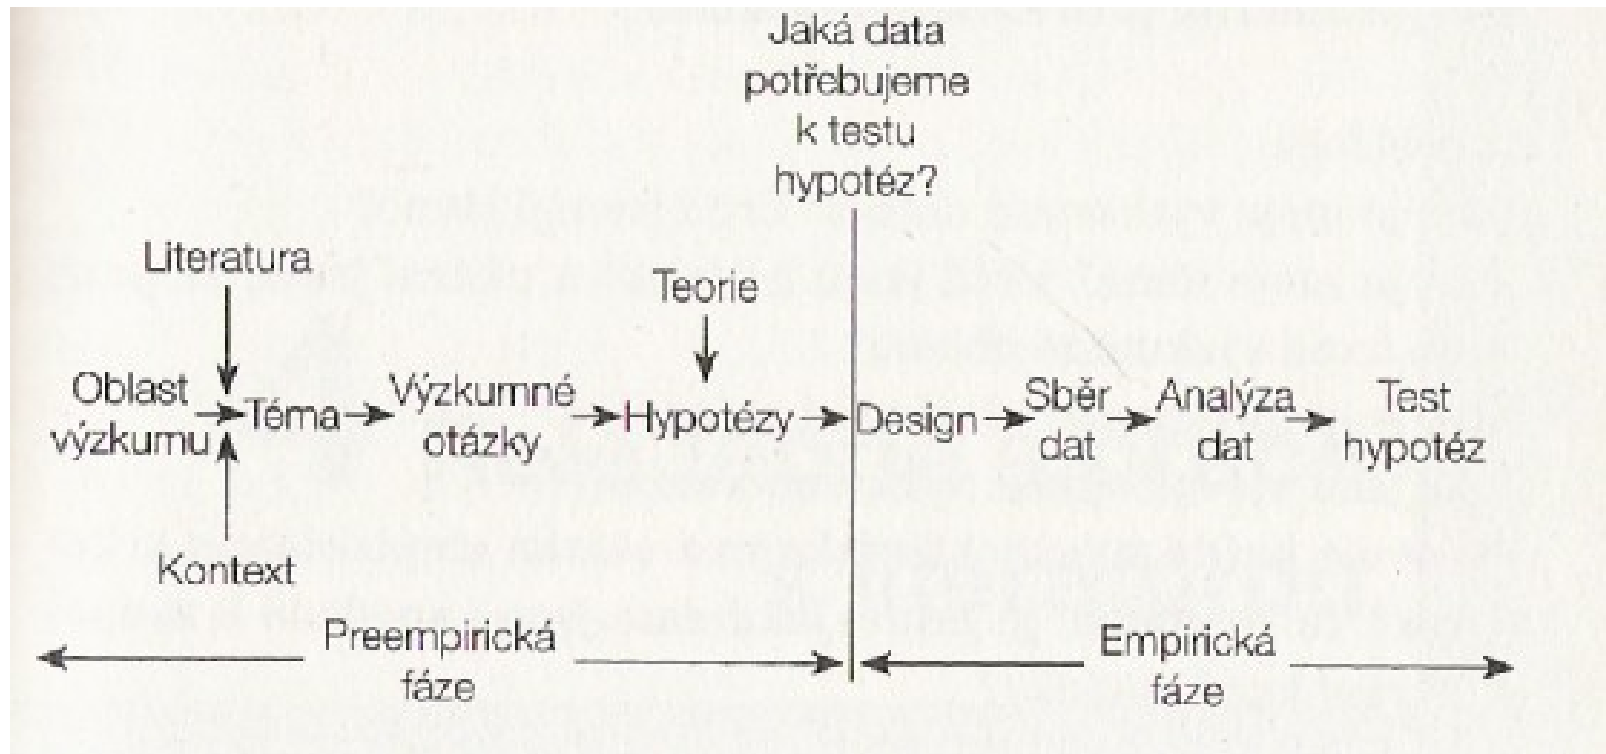 Jaká data
potřebujeme
k testu
hypotéz?
Literatura
Teorie
Oblast
výzkumu
Téma
Výzkumné
otázky
Hypotézy
Design
Sběr
dat
Analýza
dat
Test
hypotéz
Kontext
Preempirická
fáze
Empirická
fáze